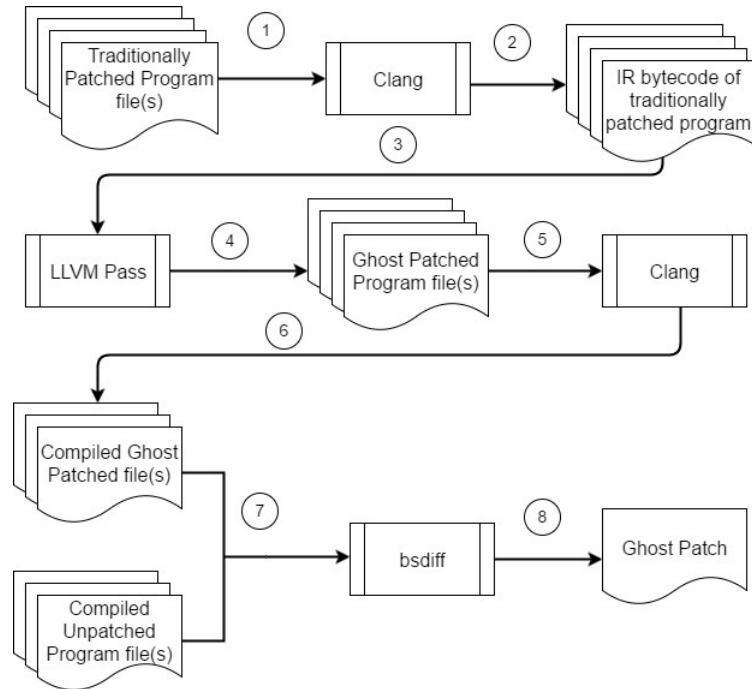 1
2
Traditionally
Patched Program
file(s)
Clang
IR bytecode of
traditionally
patched program
3
LLVM Pass
4
Ghost Patched
Program file(s)
5
Clang
6
Compiled Ghost
Patched file(s)
7
8
bsdiff
Ghost Patch
Compiled
Unpatched
Program file(s)